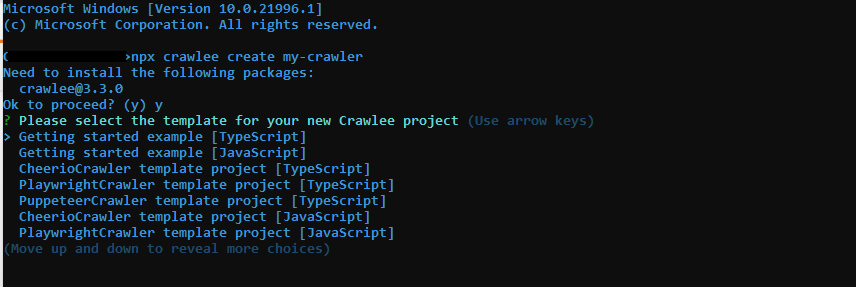 Microsoft Windows [Version 10.0.21996.1]
(c) Microsoft Corporation. All rights reserved.
>npx crawlee create my-crawler
Need to install the following packages:
crawlee@3.3.0
Ok to proceed? (y) y
? Please select the template for your new Crawlee project (Use arrow keys)
> Getting started example [TypeScript]
Getting started example [JavaScript]
CheerioCrawler template project [TypeScript]
PlaywrightCrawler template project [TypeScript]
PuppeteerCrawler template project [TypeScript]
CheerioCrawler template project [JavaScript]
PlaywrightCrawler template project [JavaScript]
(Move up and down to reveal more choices)